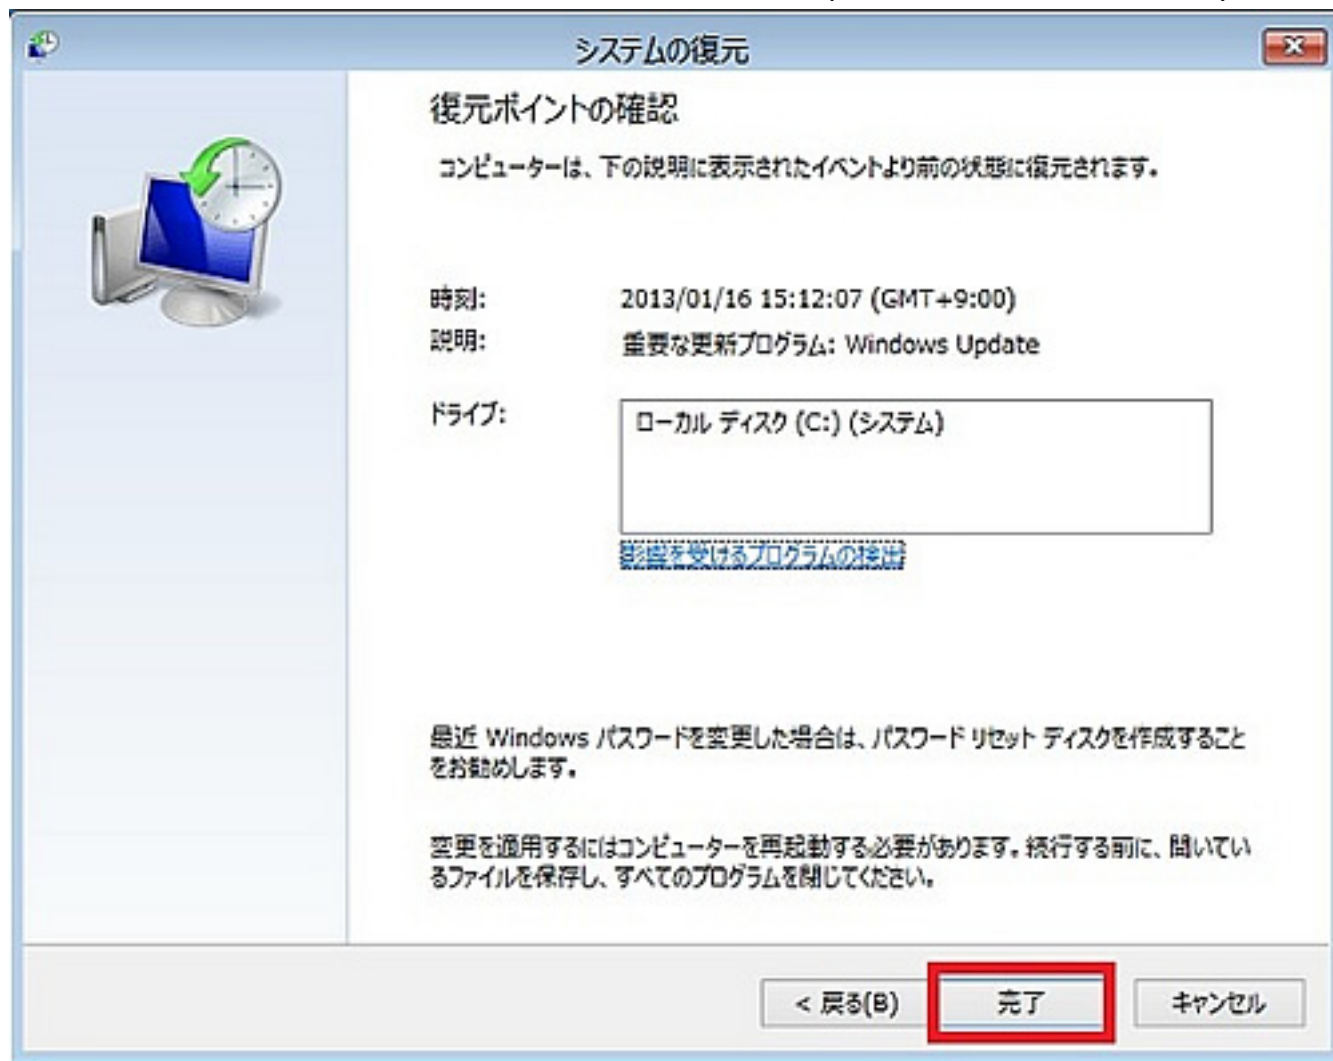 システムの復元
復元ポイントの確認
コンピューターは、下の説明に表示されたイベントより前の状態に復元されます。
時刻: 2013/01/16 15:12:07 (GMT+9:00)
説明: 重要な更新プログラム: Windows Update
ドライブ: ローカル ディスク (C:) (システム)
影響を受けるプログラムの検出
最近 Windows パスワードを変更した場合は、パスワード リセット ディスクを作成すること
をお勧めします。
変更を適用するにはコンピューターを再起動する必要があります。続行する前に、開いてい
るファイルを保存し、すべてのプログラムを閉じてください。
< 戻る(B) 完了 キャンセル